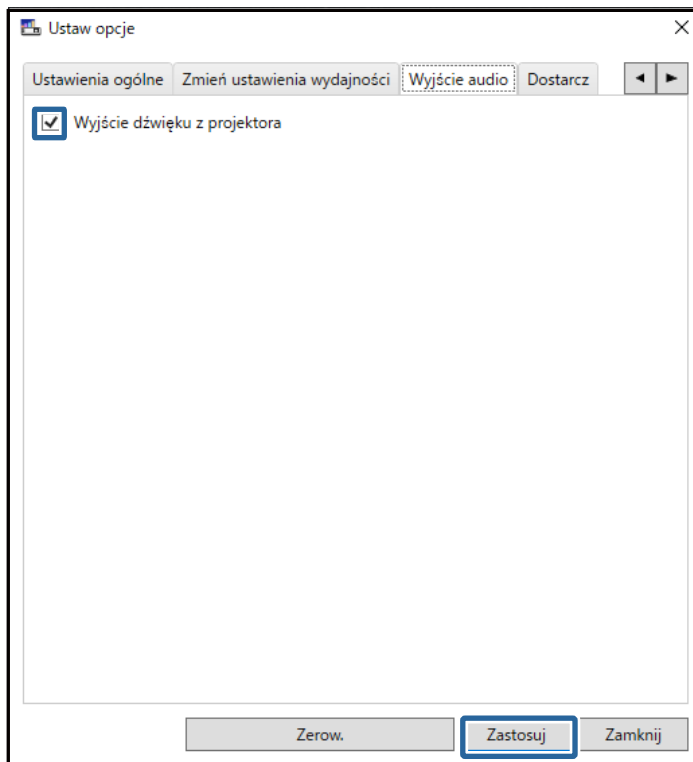 Ustaw opcje
Ustawienia ogólne Zmień ustawienia wydajności Wyjście audio Dostarcz
Wyjście dźwięku z projektora
Zerow. Zastosuj Zamknij